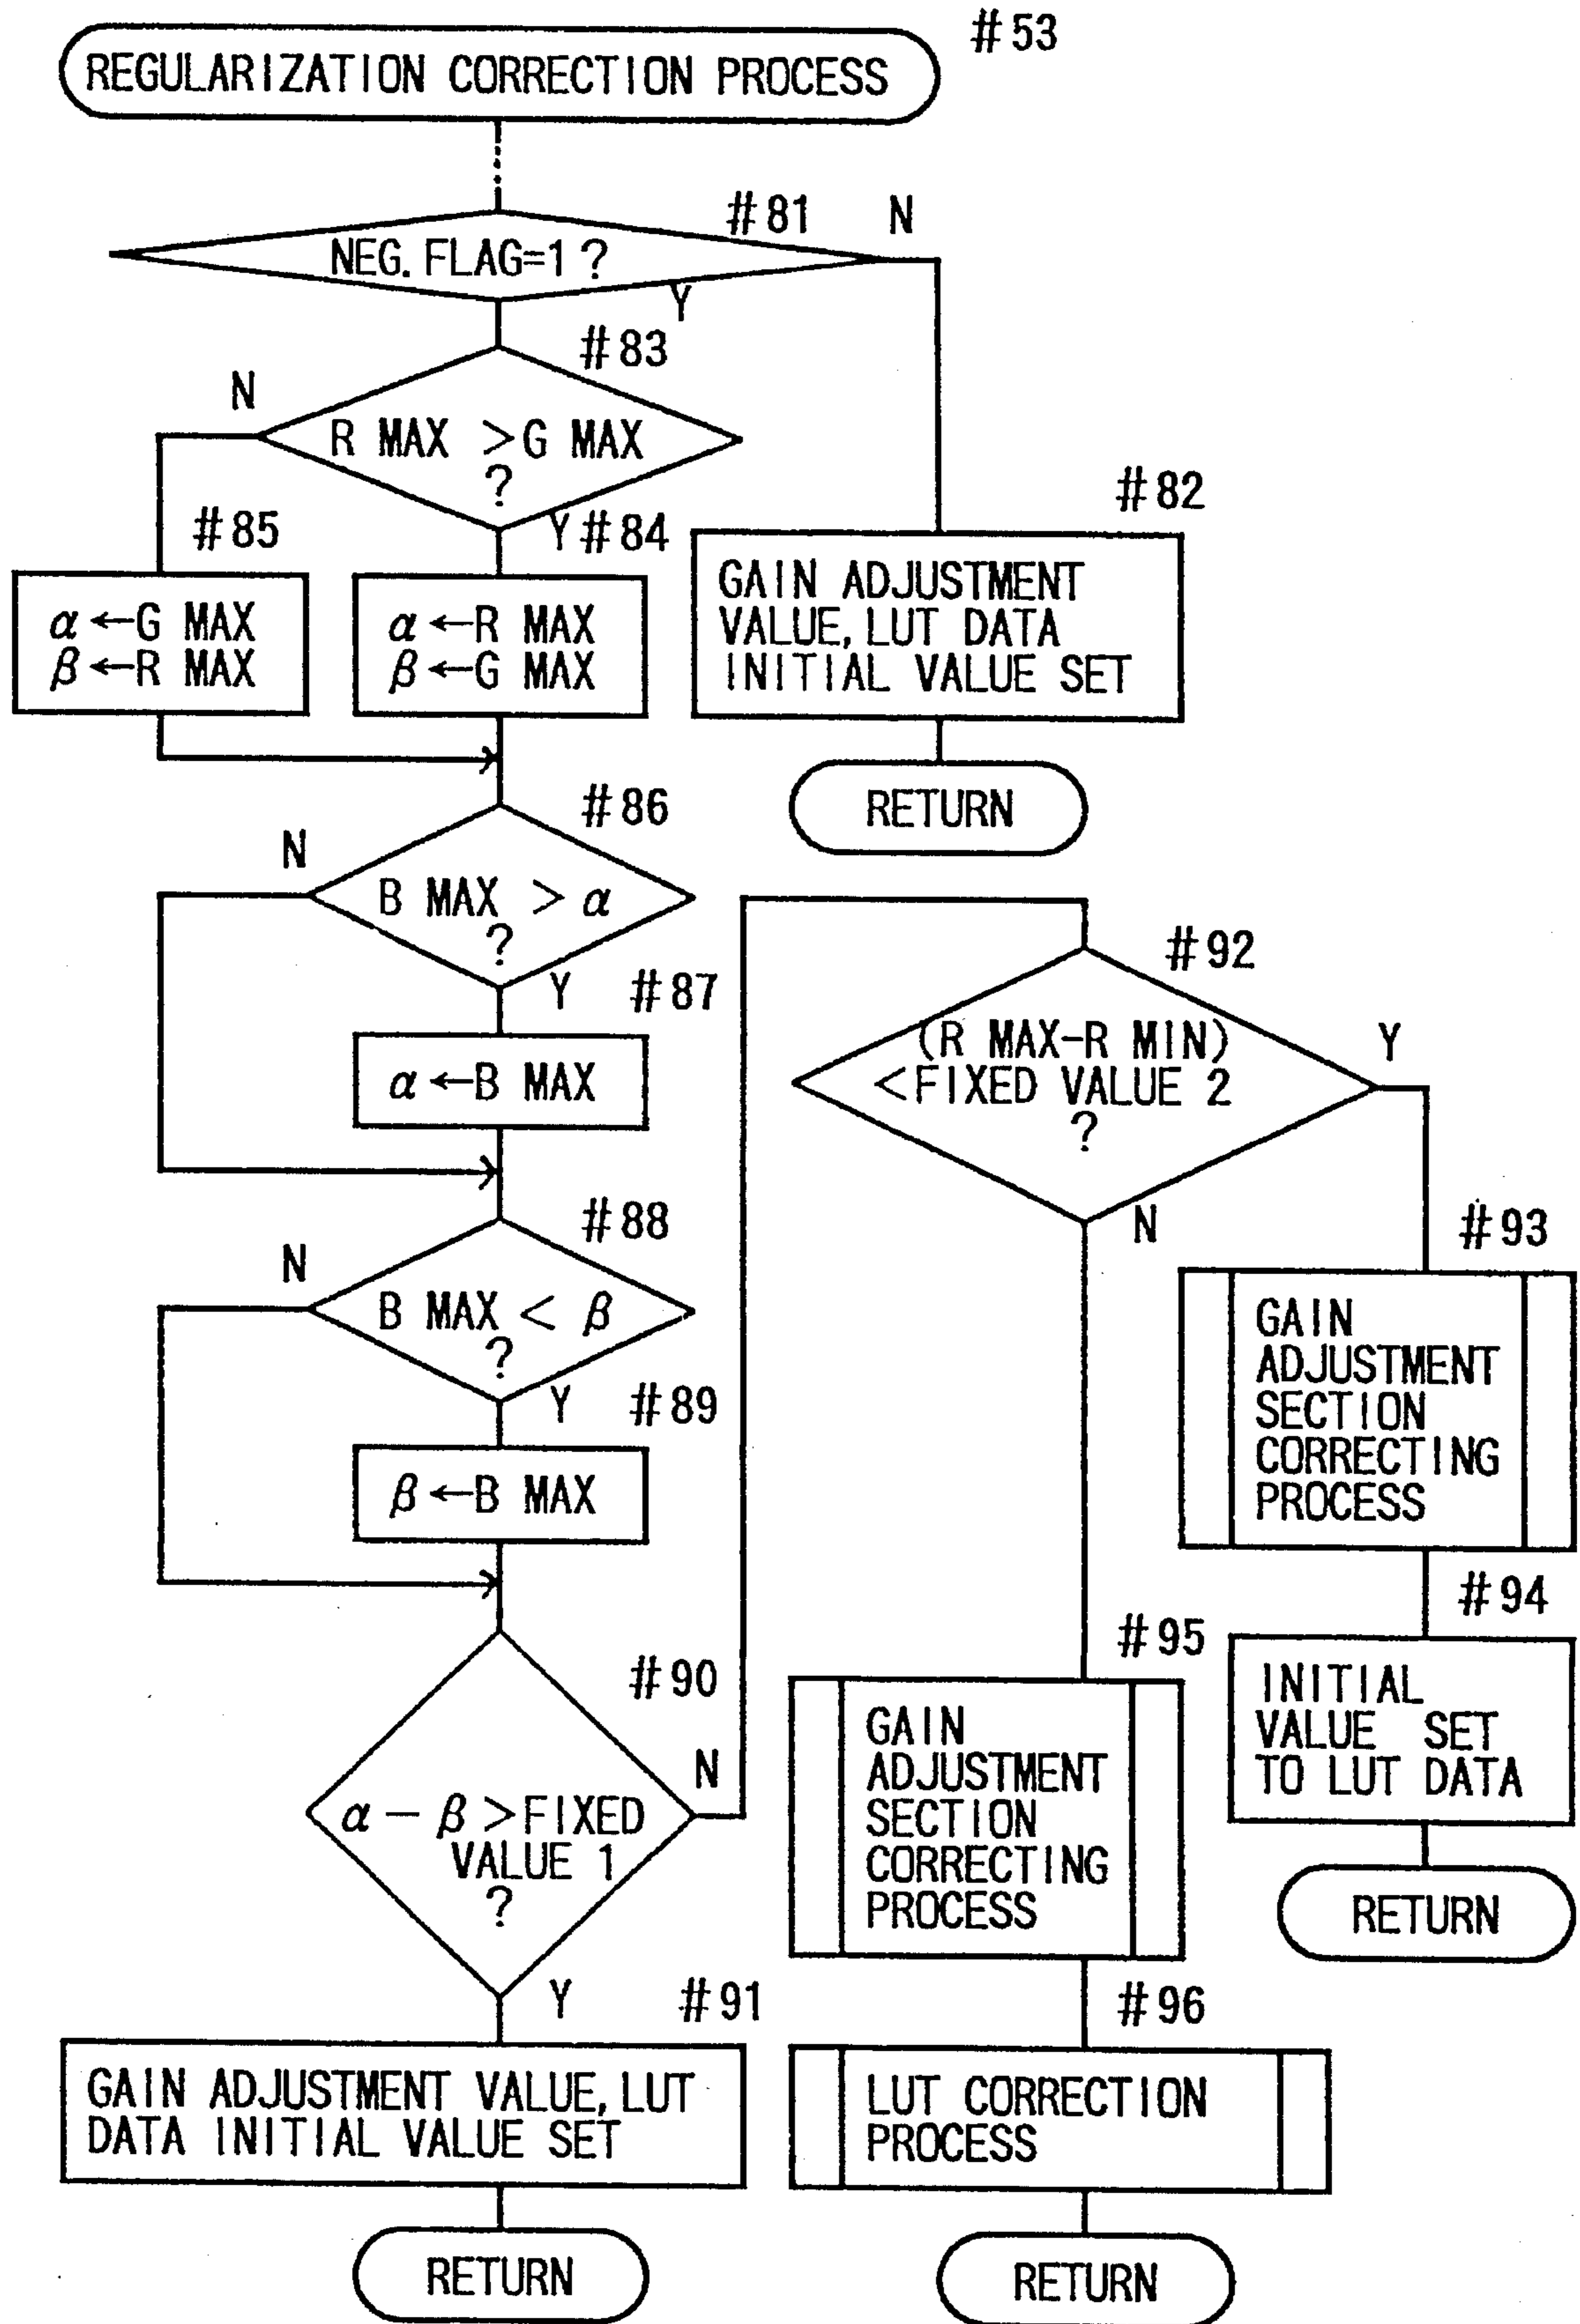 #53
REGULARIZATION CORRECTION PROCESS
#81
N
NEG. FLAG=1 ?
Y
#83
N
R MAX >G MAX
?
#82
#85
Y #84
GAIN ADJUSTMENT
VALUE, LUT DATA
INITIAL VALUE SET
α ←G MAX
β ←R MAX
α ←R MAX
β ←G MAX
RETURN
#86
N
B MAX > α
?
Y
#87
α ←B MAX
#88
N
B MAX < β
?
Y
#89
β ←B MAX
#90
N
α − β >FIXED
VALUE 1
?
Y
#91
GAIN ADJUSTMENT VALUE, LUT
DATA INITIAL VALUE SET
RETURN
#92
(R MAX-R MIN)
<FIXED VALUE 2
?
Y
N
#93
GAIN
ADJUSTMENT
SECTION
CORRECTING
PROCESS
#94
INITIAL
VALUE SET
TO LUT DATA
RETURN
#95
GAIN
ADJUSTMENT
SECTION
CORRECTING
PROCESS
#96
LUT CORRECTION
PROCESS
RETURN